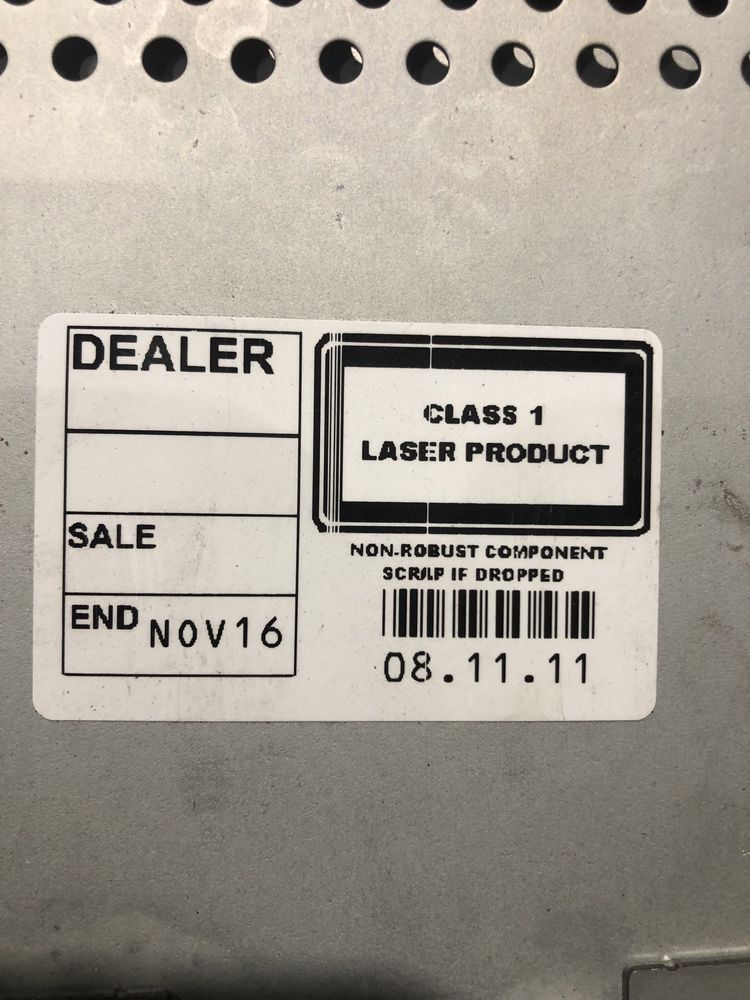 DEALER
SALE
END NOV16
CLASS 1
LASER PRODUCT
NON-ROBUST COMPONENT
SCRAP IF DROPPED
08.11.11